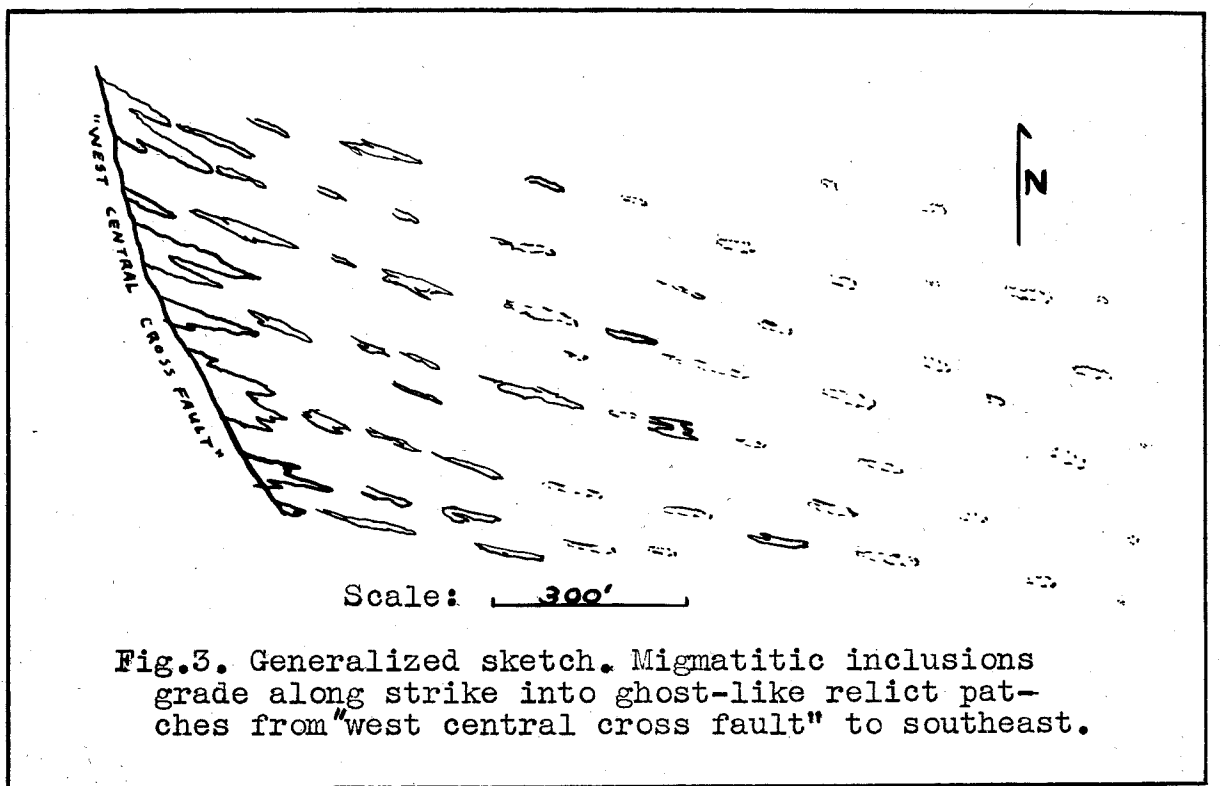 "WEST CENTRAL CROSS FAULT"
N
Scale: 300'
Fig.3. Generalized sketch. Migmatitic inclusions
grade along strike into ghost-like relict pat-
ches from "west central cross fault" to southeast.